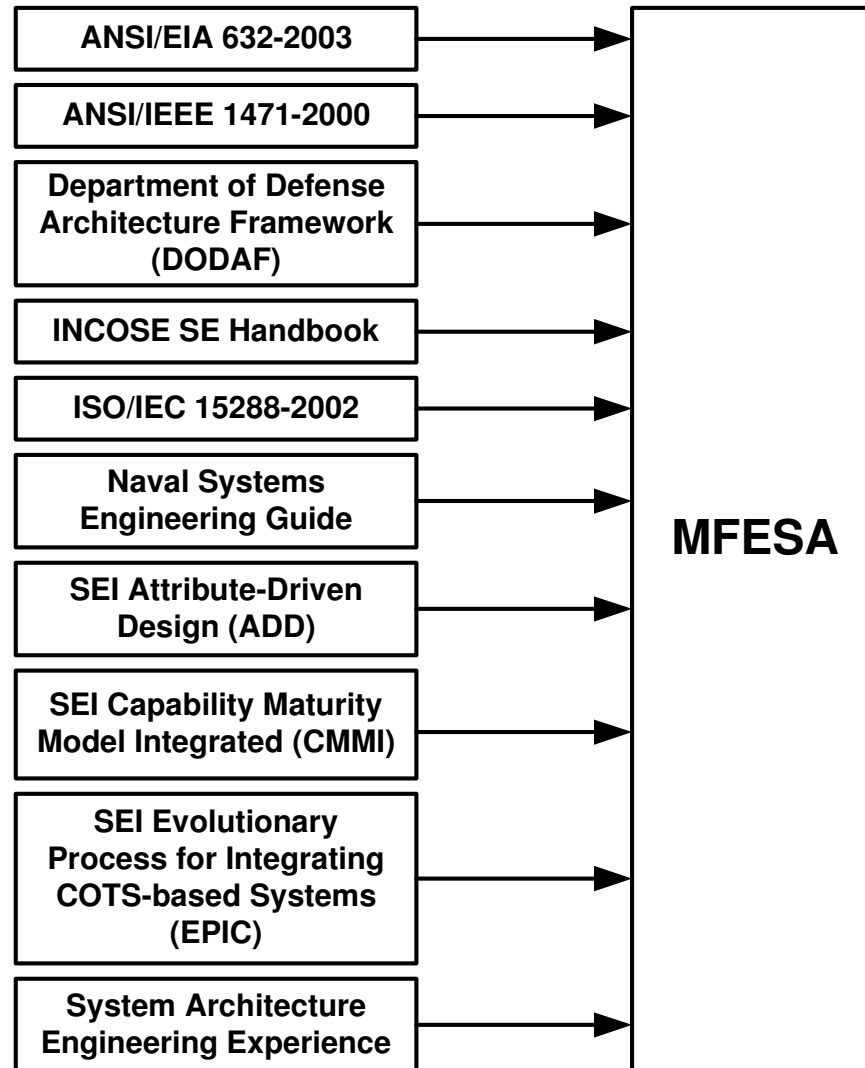 ANSI/EIA 632-2003
ANSI/IEEE 1471-2000
Department of Defense
Architecture Framework
(DODAF)
INCOSE SE Handbook
ISO/IEC 15288-2002
Naval Systems
Engineering Guide
SEI Attribute-Driven
Design (ADD)
SEI Capability Maturity
Model Integrated (CMMI)
SEI Evolutionary
Process for Integrating
COTS-based Systems
(EPIC)
System Architecture
Engineering Experience
MFESA